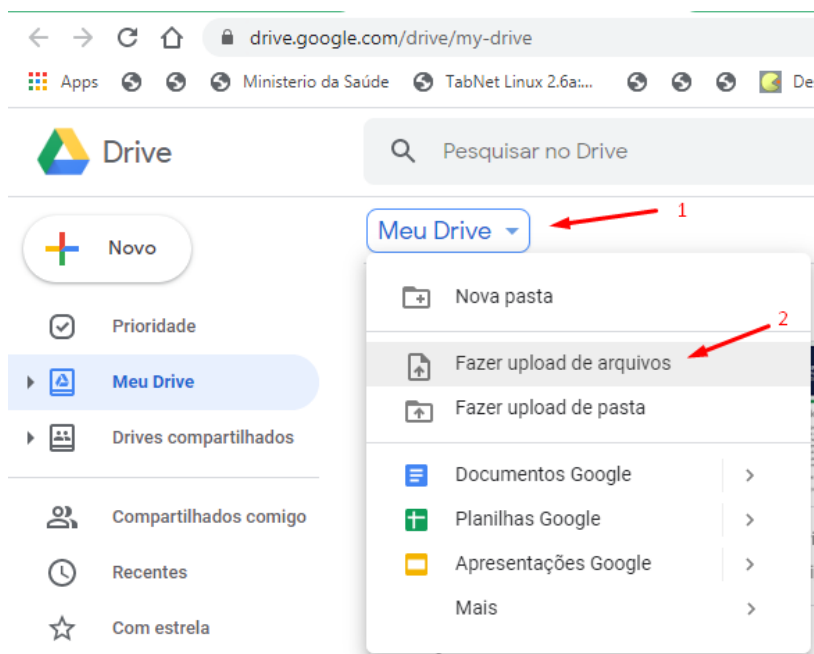 drive.google.com/drive/my-drive
Apps Ministerio da Saúde TabNet Linux 2.6a:... De
Drive Pesquisar no Drive
Meu Drive 1
Novo
Nova pasta
2
Prioridade
Fazer upload de arquivos
Meu Drive
Fazer upload de pasta
Drives compartilhados
Documentos Google
Planilhas Google
Compartilhados comigo
Apresentações Google
Recentes
Mais
Com estrela